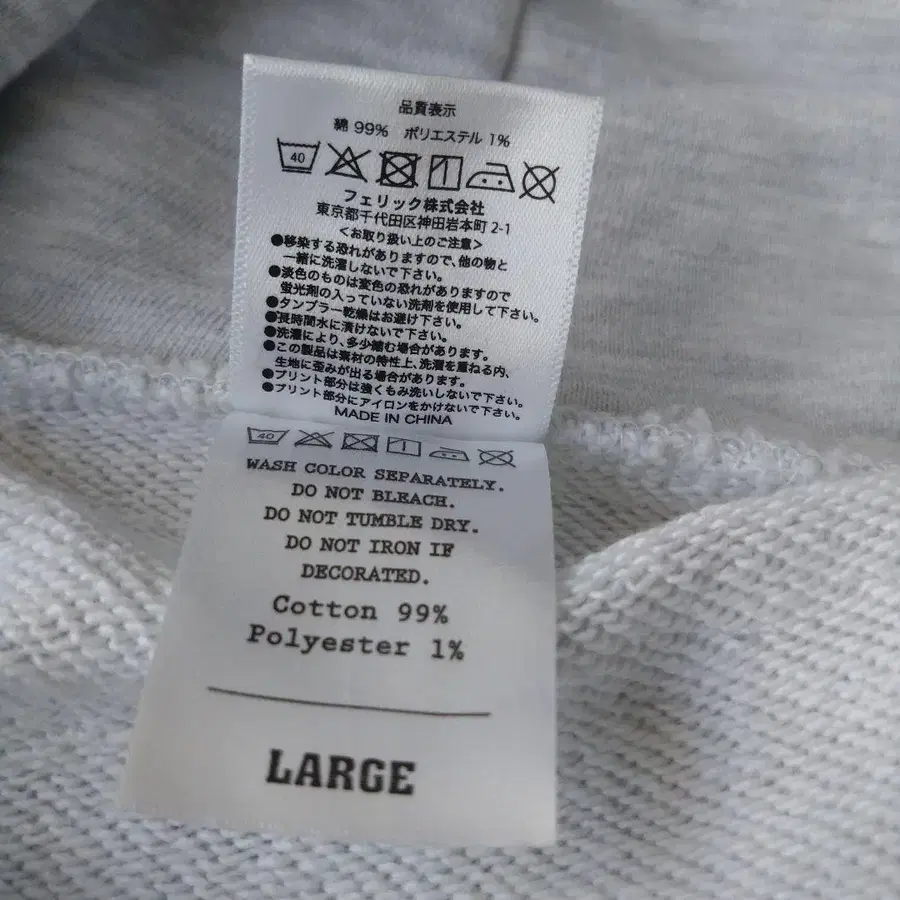 品質表示
綿 99% ポリエステル 1%
40
フェリック株式会社
東京都千代田区神田岩本町 2-1
<お取り扱い上のご注意>
●移染する恐れがありますので、他の物と
一緒に洗濯しないで下さい。
●淡色のものは変色の恐れがありますので
蛍光剤の入っていない洗剤を使用して下さい。
●タンブラー乾燥はお避け下さい。
●長時間水に漬けないで下さい。
●洗濯により、多少縮む場合があります。
●この製品は素材の特性上、洗濯を重ねる内、
生地に歪みが出る場合があります。
●プリント部分は強くもみ洗いしないで下さい。
●プリント部分にアイロンをかけないで下さい。
MADE IN CHINA
40
WASH COLOR SEPARATELY.
DO NOT BLEACH.
DO NOT TUMBLE DRY.
DO NOT IRON IF
DECORATED.
Cotton 99%
Polyester 1%
LARGE